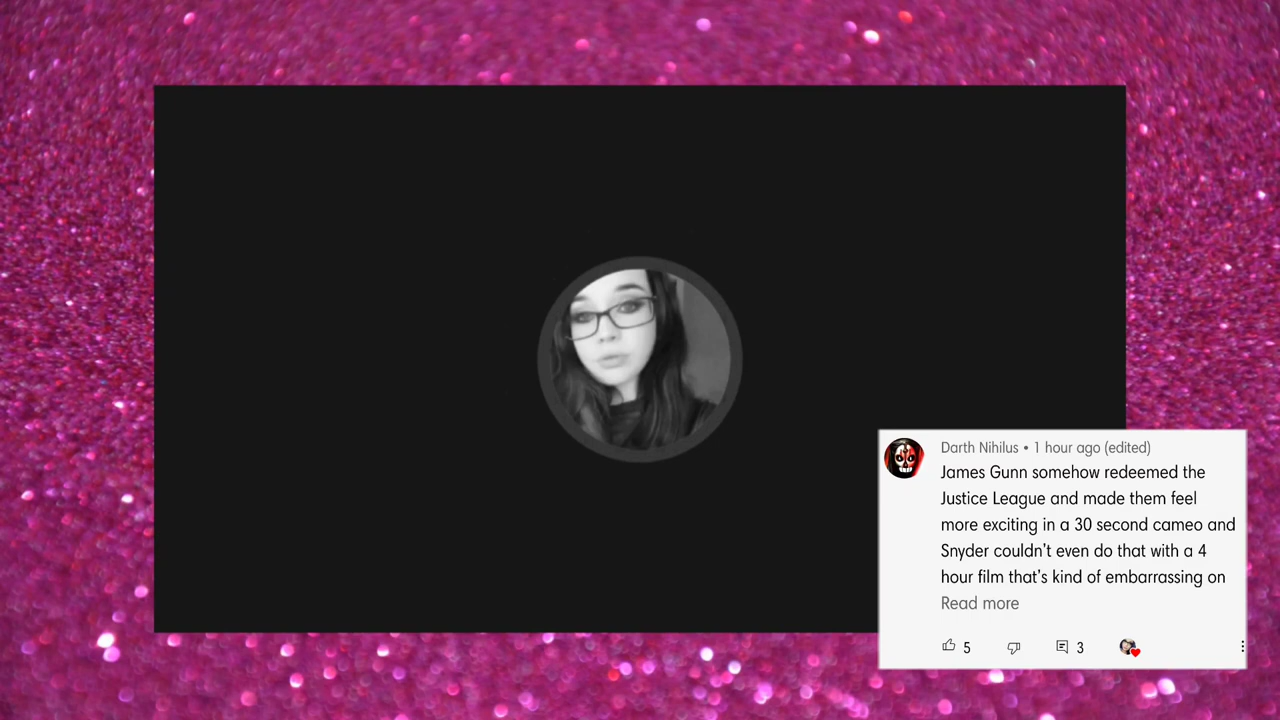 Darth Nihilus • 1 hour ago (edited)
James Gunn somehow redeemed the
Justice League and made them feel
more exciting in a 30 second cameo and
Snyder couldn't even do that with a 4
hour film that's kind of embarrassing on
Read more
5
3